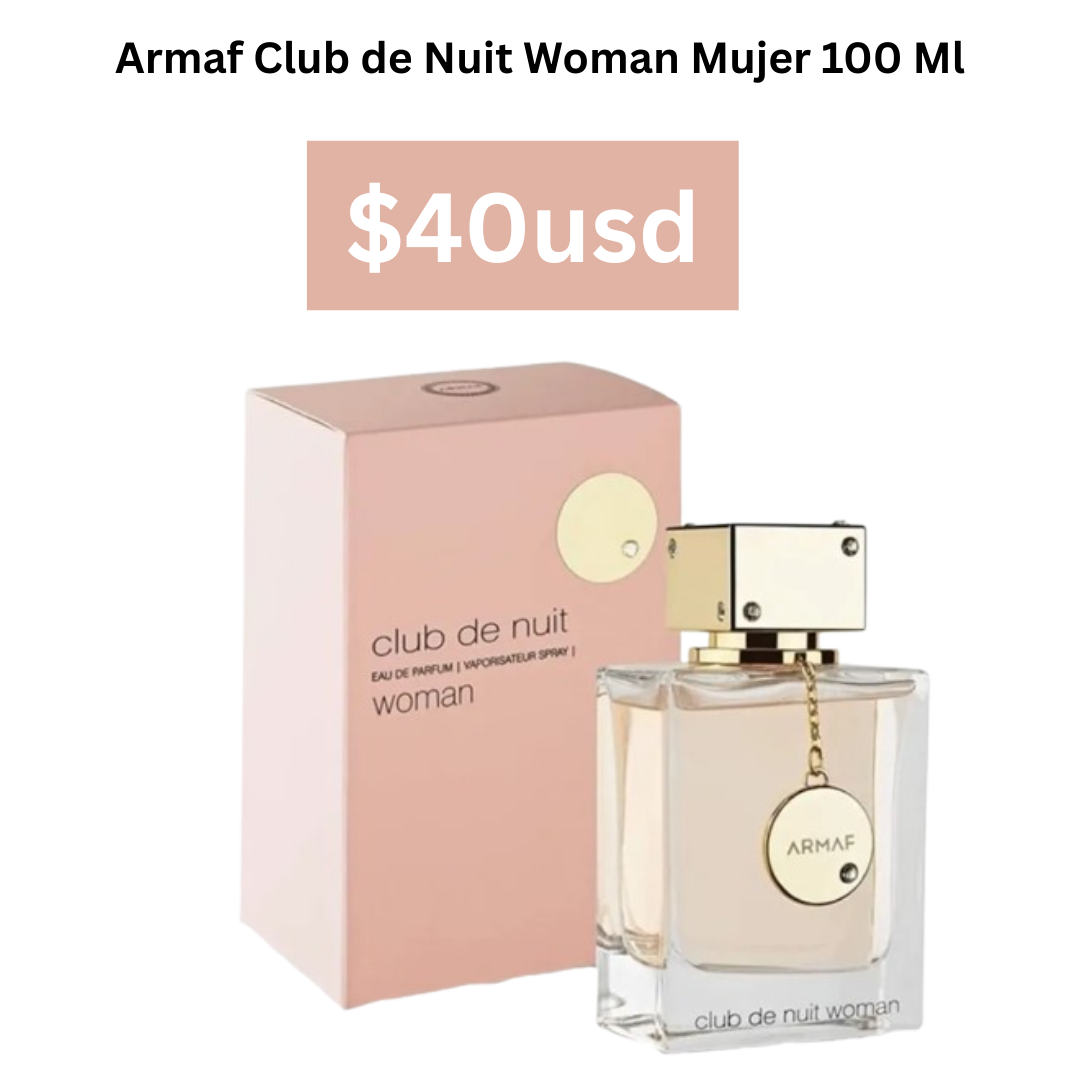 Armaf Club de Nuit Woman Mujer 100 Ml
$40usd
ARMAF
club de nuit
EAU DE PARFUM | VAPORISATEUR SPRAY |
woman
ARMAF
club de nuit woman